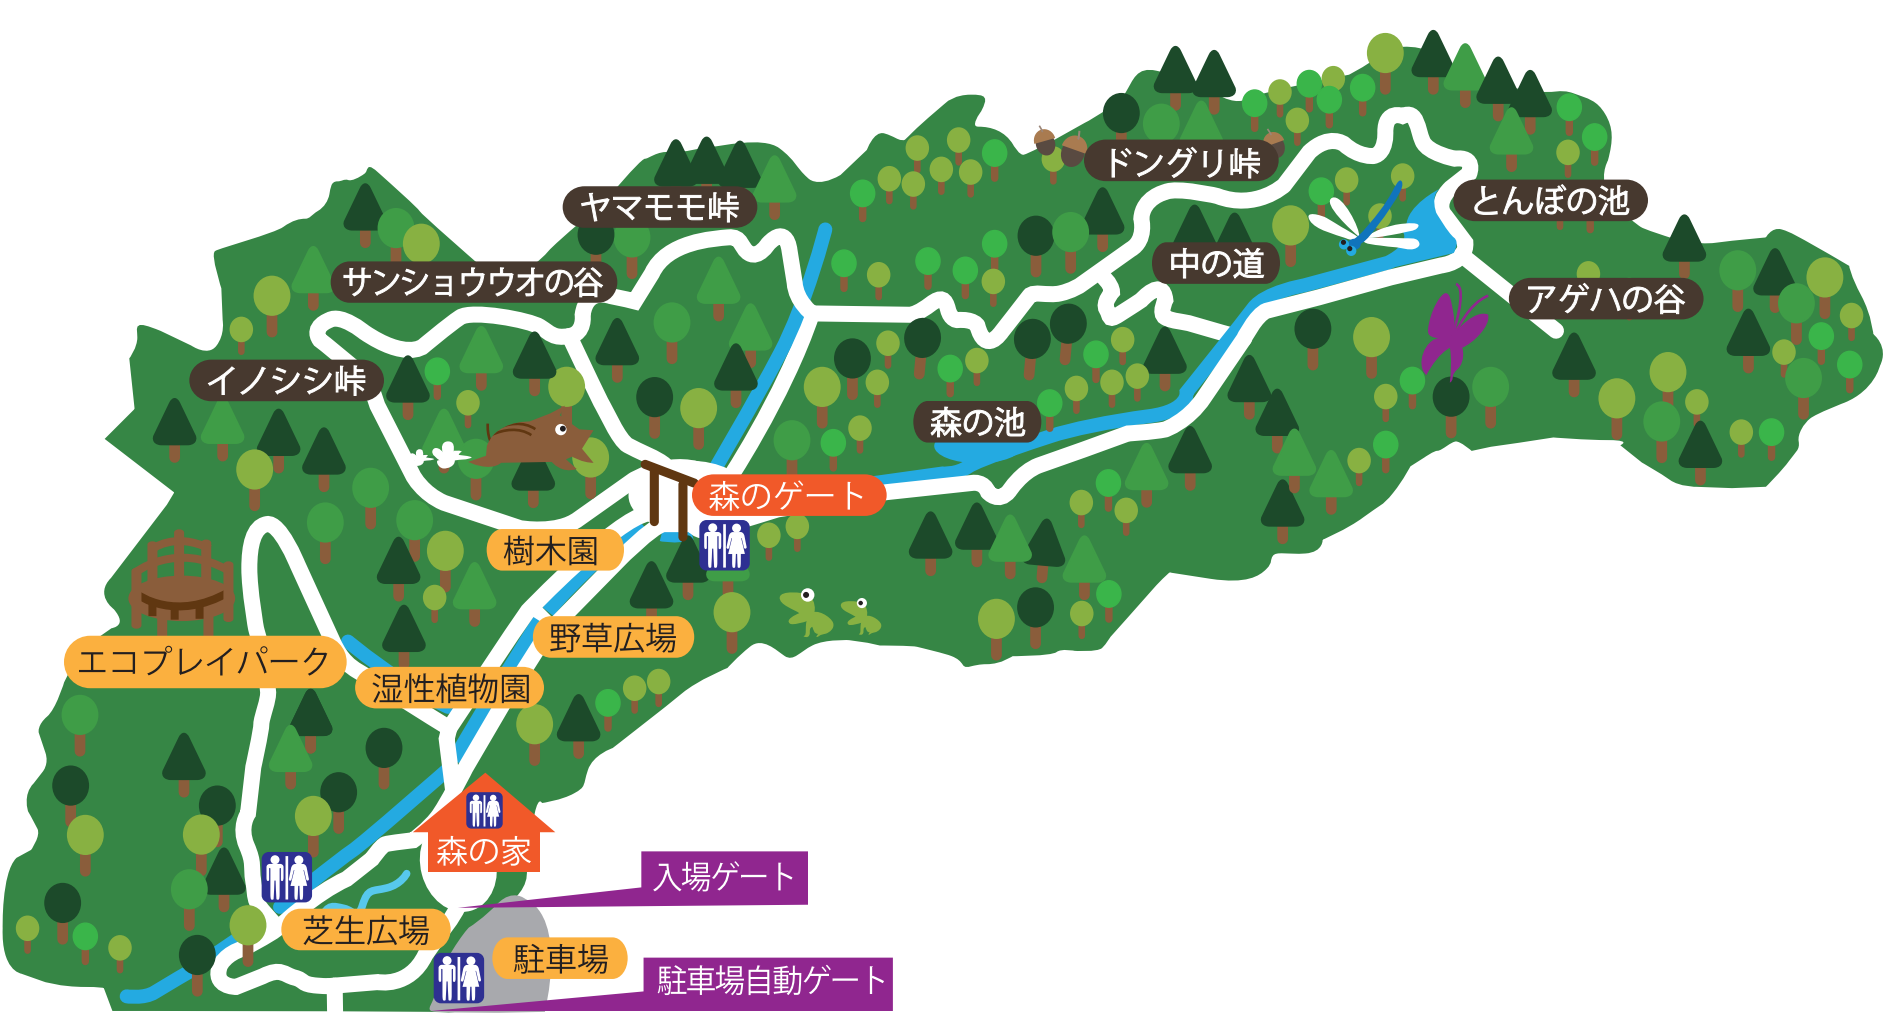 ドングリ峠
とんぼの池
ヤマモモ峠
中の道
サンショウウオの谷
アゲハの谷
イノシシ峠
森の池
森のゲート
樹木園
野草広場
エコプレイパーク
湿性植物園
森の家
入場ゲート
芝生広場
駐車場
駐車場自動ゲート